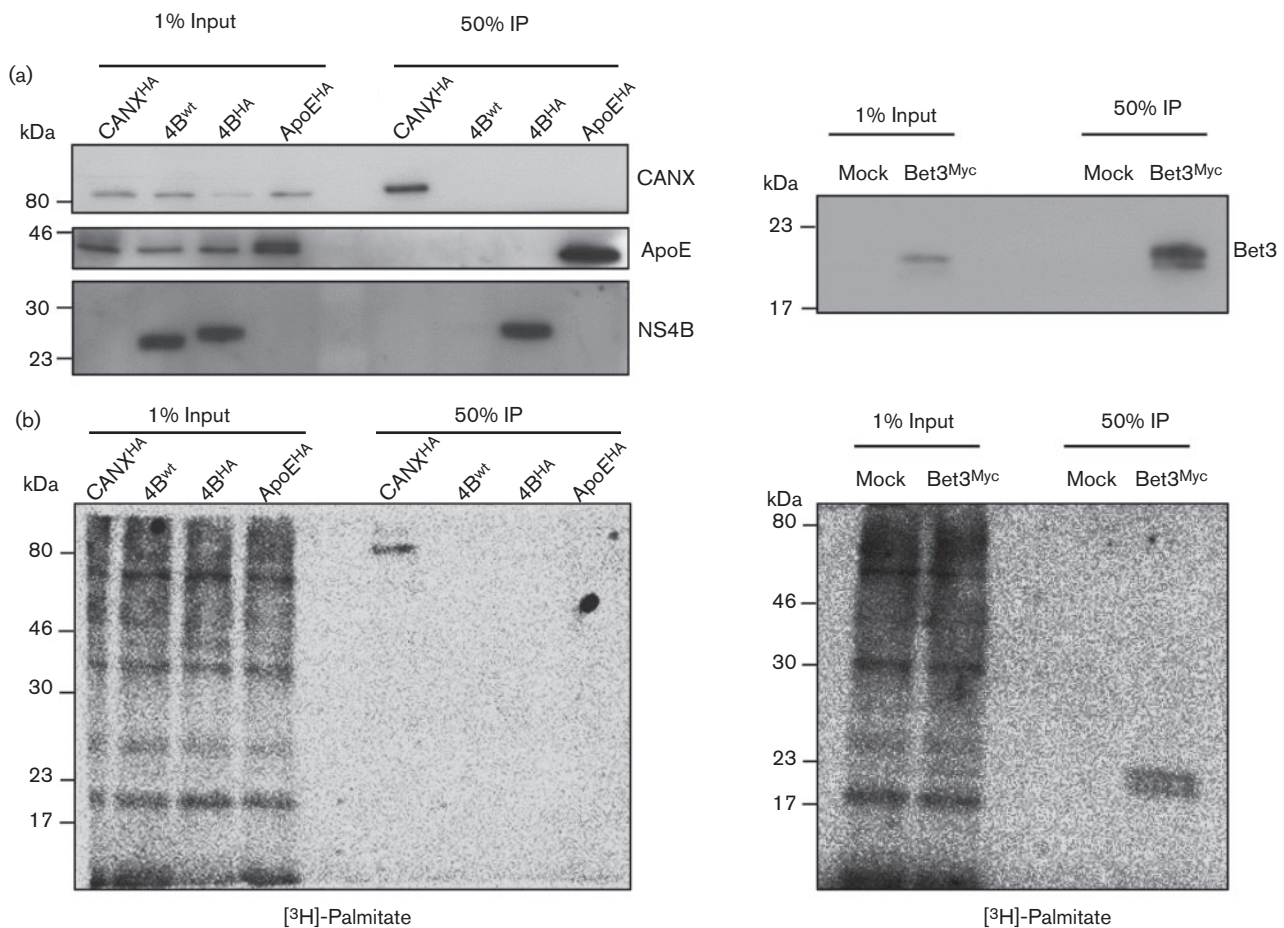 1% Input
50% IP
(a)
kDa
CANXᴴᴬ
4Bʷᵗ
4Bᴴᴬ
ApoEᴴᴬ
CANXᴴᴬ
4Bʷᵗ
4Bᴴᴬ
ApoEᴴᴬ
80
CANX
46
ApoE
30
23
NS4B
1% Input
50% IP
kDa
Mock
Bet3ᴹʸᶜ
Mock
Bet3ᴹʸᶜ
23
17
Bet3
(b)
1% Input
50% IP
kDa
CANXᴴᴬ
4Bʷᵗ
4Bᴴᴬ
ApoEᴴᴬ
CANXᴴᴬ
4Bʷᵗ
4Bᴴᴬ
ApoEᴴᴬ
80
46
30
23
17
[³H]-Palmitate
1% Input
50% IP
kDa
Mock
Bet3ᴹʸᶜ
Mock
Bet3ᴹʸᶜ
80
46
30
23
17
[³H]-Palmitate